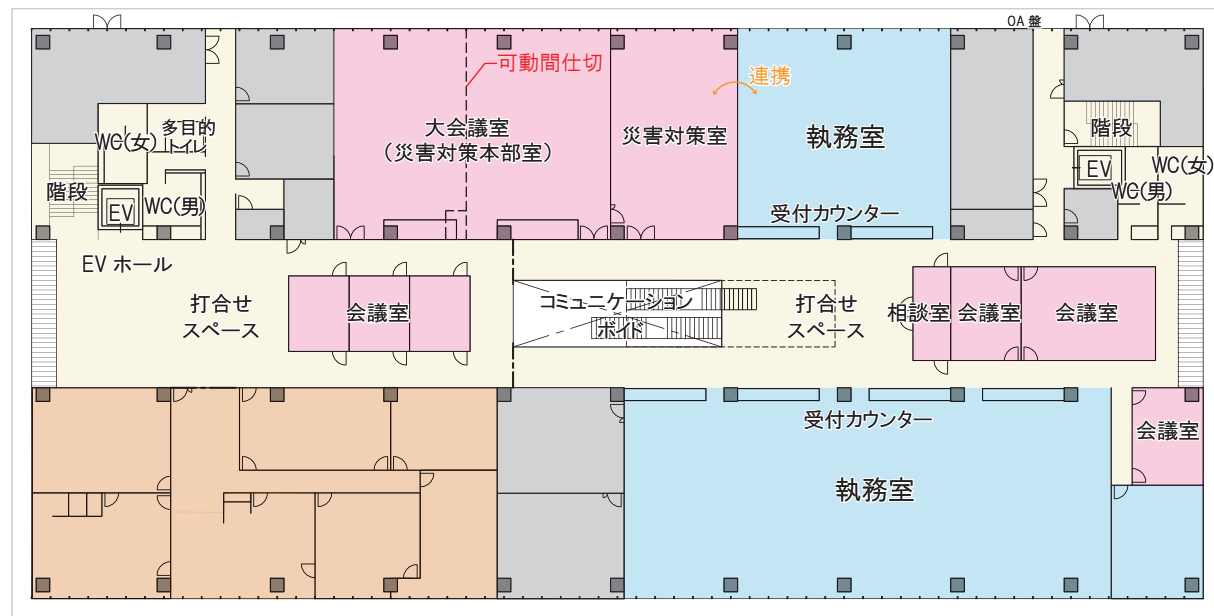 OA盤
可動間仕切
連携
WC(女)
多目的
トイレ
大会議室
(災害対策本部室)
災害対策室
執務室
階段
階段
EV
WC(男)
受付カウンター
EV
WC(女)
WC(男)
EVホール
打合せ
スペース
会議室
コミュニケーション
ボイド
打合せ
スペース
相談室
会議室
会議室
受付カウンター
会議室
執務室